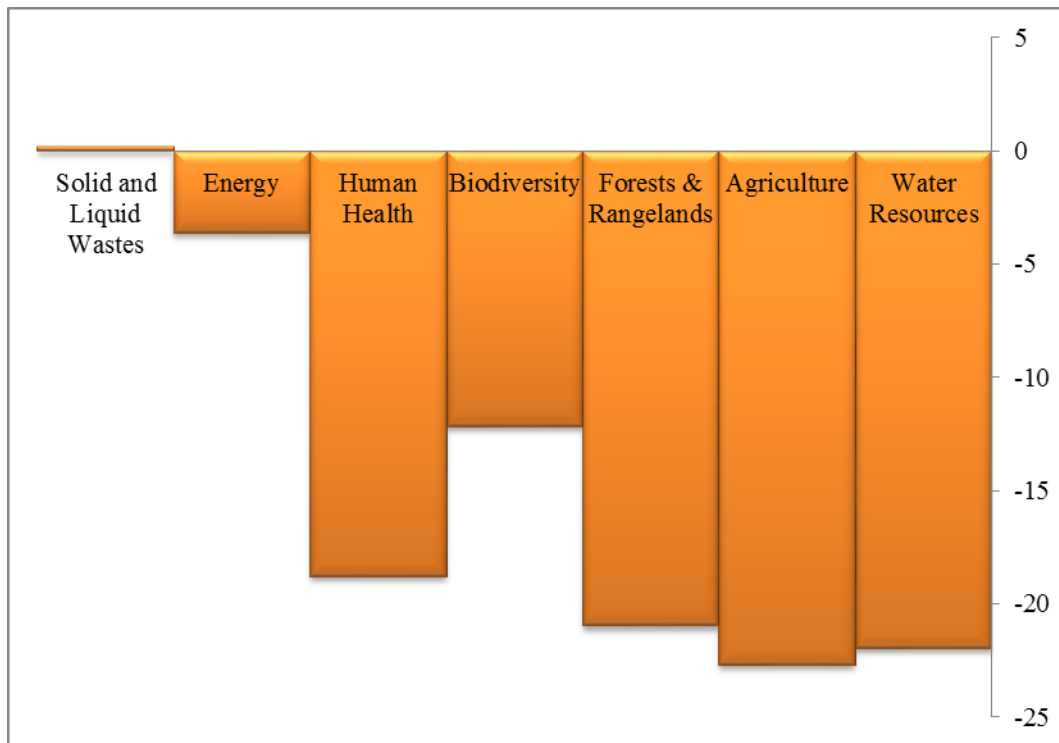 5
0
Solid and
Liquid
Wastes
Energy
Human
Health
Biodiversity
Forests &
Rangelands
Agriculture
Water
Resources
-5
-10
-15
-20
-25